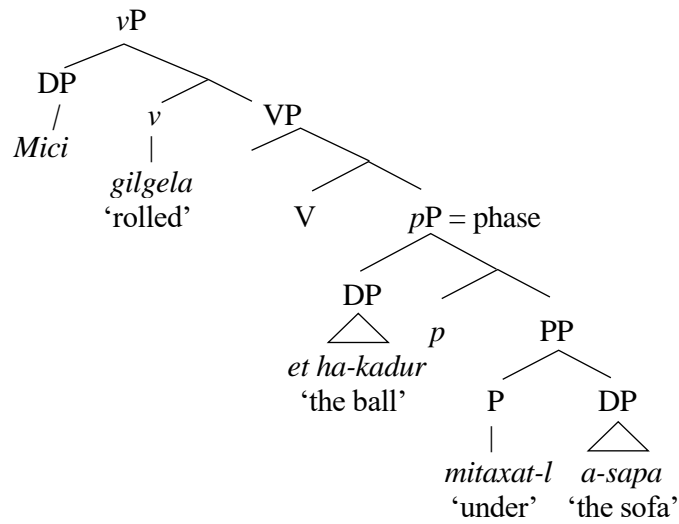 vP
DP
v
VP
Mici
gilgela
‘rolled’
V
pP = phase
DP
p
PP
et ha-kadur
‘the ball’
P
DP
mitaxat-l
a-sapa
‘under’
‘the sofa’